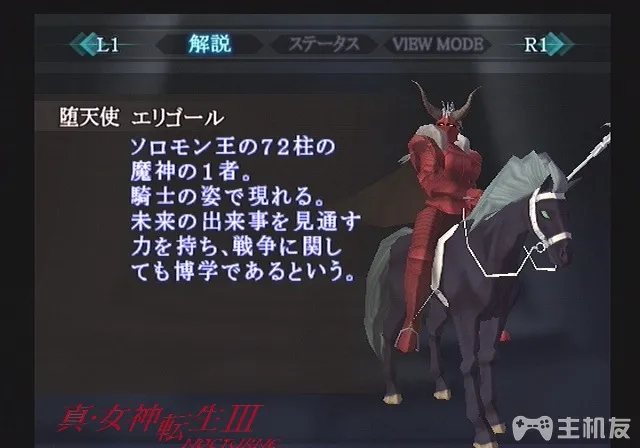 L1 解説 ステータス VIEW MODE R1
堕天使 エリゴール
ソロモン王の72柱の
魔神の1者。
騎士の姿で現れる。
未来の出来事を見通す
力を持ち、戦争に関し
ても博学であるという。
真・女神転生III
NOCTURNE
主机友